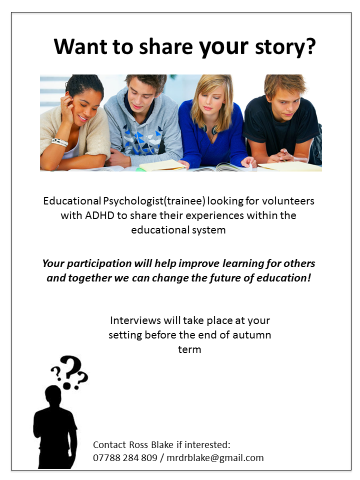 Want to share your story?
Educational Psychologist(trainee) looking for volunteers
with ADHD to share their experiences within the
educational system
Your participation will help improve learning for others
and together we can change the future of education!
Interviews will take place at your
setting before the end of autumn
term
???
Contact Ross Blake if interested:
07788 284 809 / mrdrblake@gmail.com